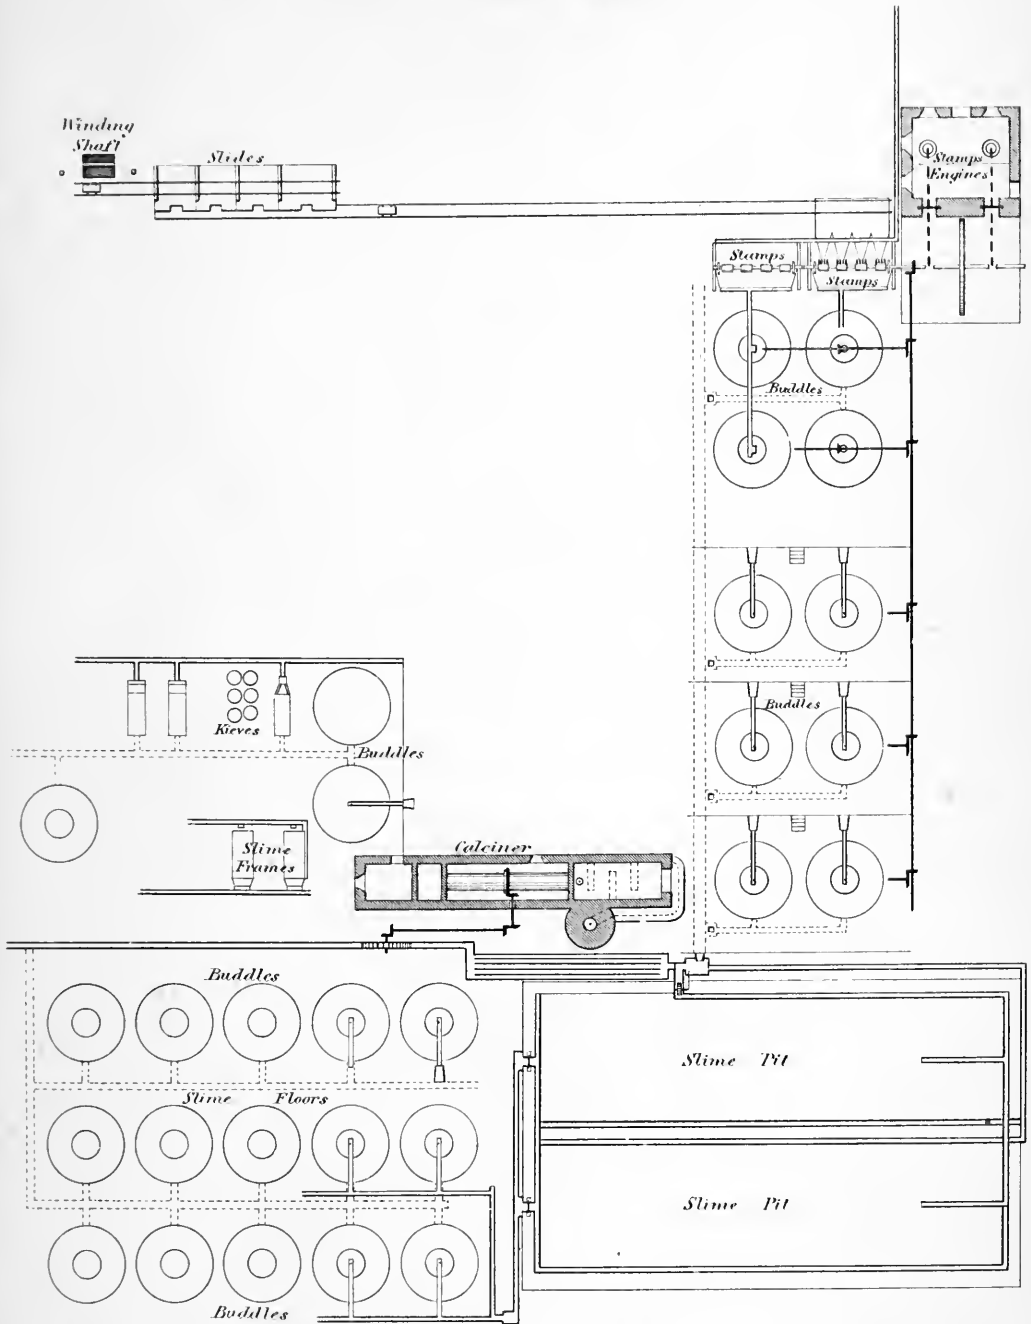 Winding
Shaft
Slides
Stamps
Engines
Stamps
Stamps
Buddles
Buddles
Kieves
Buddles
Slime
Frames
Calciner
Buddles
Slime Pit
Slime Floors
Slime Pit
Buddles